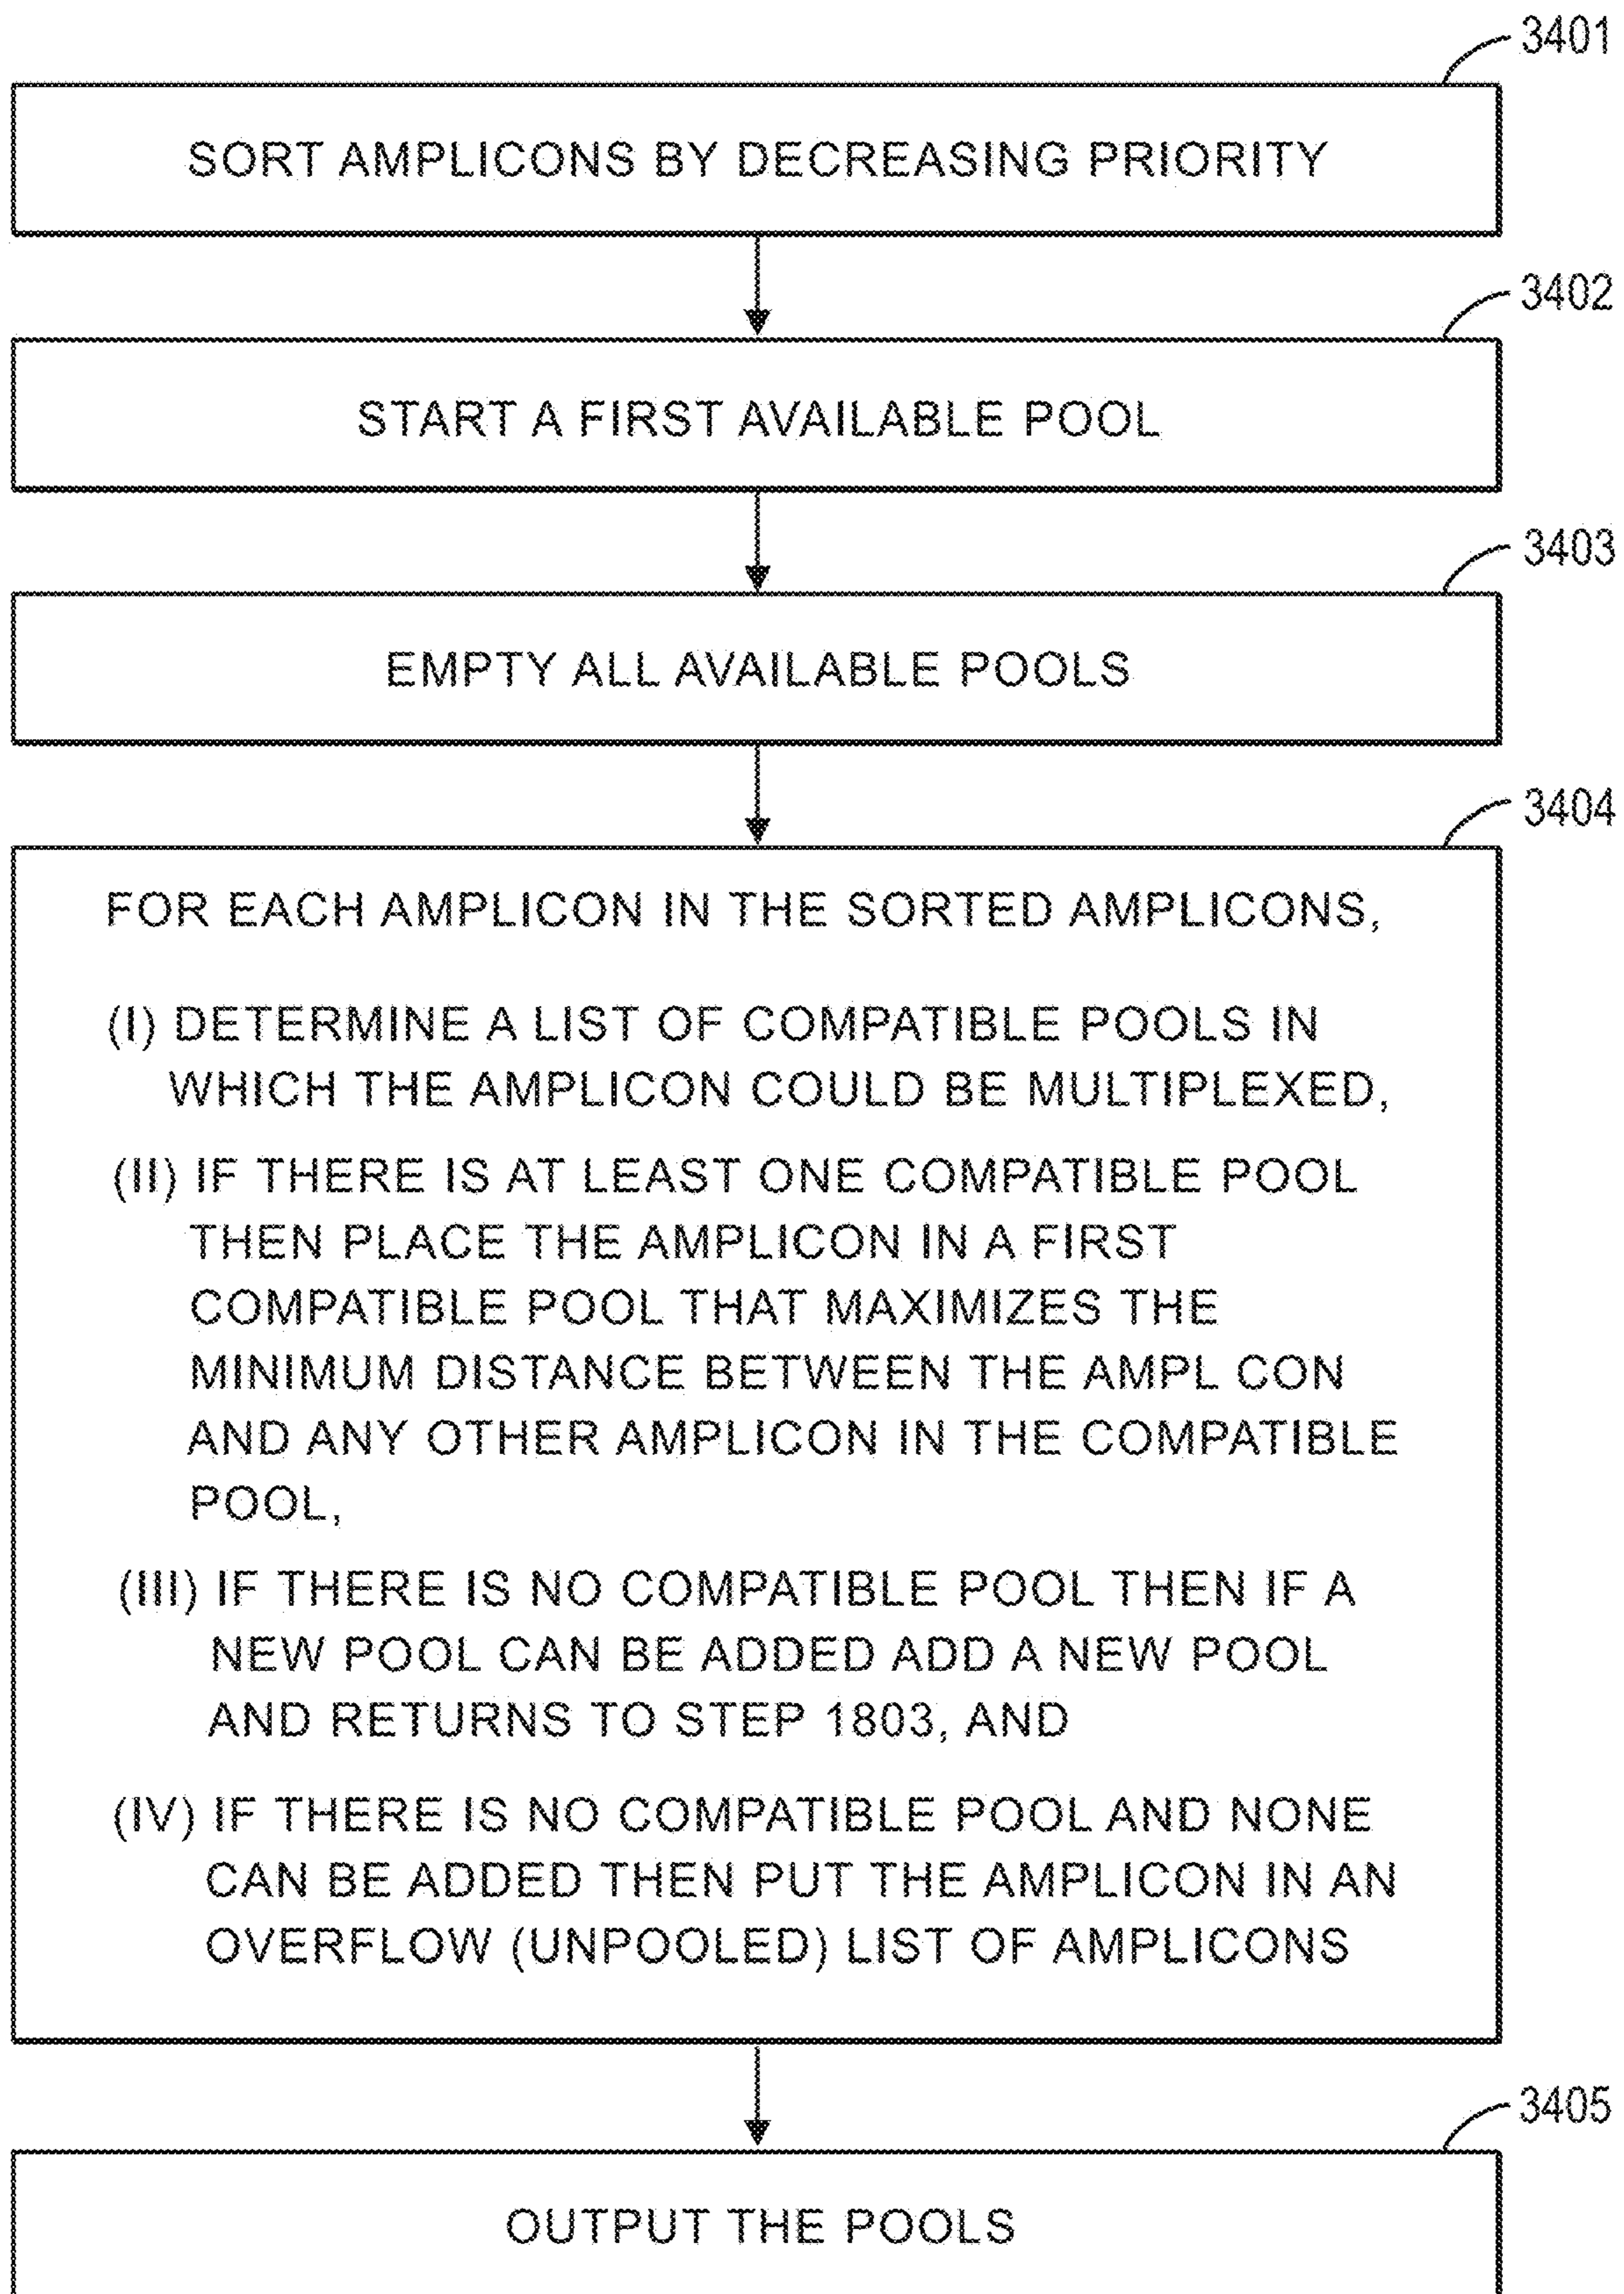 3401
SORT AMPLICONS BY DECREASING PRIORITY
3402
START A FIRST AVAILABLE POOL
3403
EMPTY ALL AVAILABLE POOLS
3404
FOR EACH AMPLICON IN THE SORTED AMPLICONS,
(I) DETERMINE A LIST OF COMPATIBLE POOLS IN
WHICH THE AMPLICON COULD BE MULTIPLEXED,
(II) IF THERE IS AT LEAST ONE COMPATIBLE POOL
THEN PLACE THE AMPLICON IN A FIRST
COMPATIBLE POOL THAT MAXIMIZES THE
MINIMUM DISTANCE BETWEEN THE AMPL CON
AND ANY OTHER AMPLICON IN THE COMPATIBLE
POOL,
(III) IF THERE IS NO COMPATIBLE POOL THEN IF A
NEW POOL CAN BE ADDED ADD A NEW POOL
AND RETURNS TO STEP 1803, AND
(IV) IF THERE IS NO COMPATIBLE POOL AND NONE
CAN BE ADDED THEN PUT THE AMPLICON IN AN
OVERFLOW (UNPOOLED) LIST OF AMPLICONS
3405
OUTPUT THE POOLS